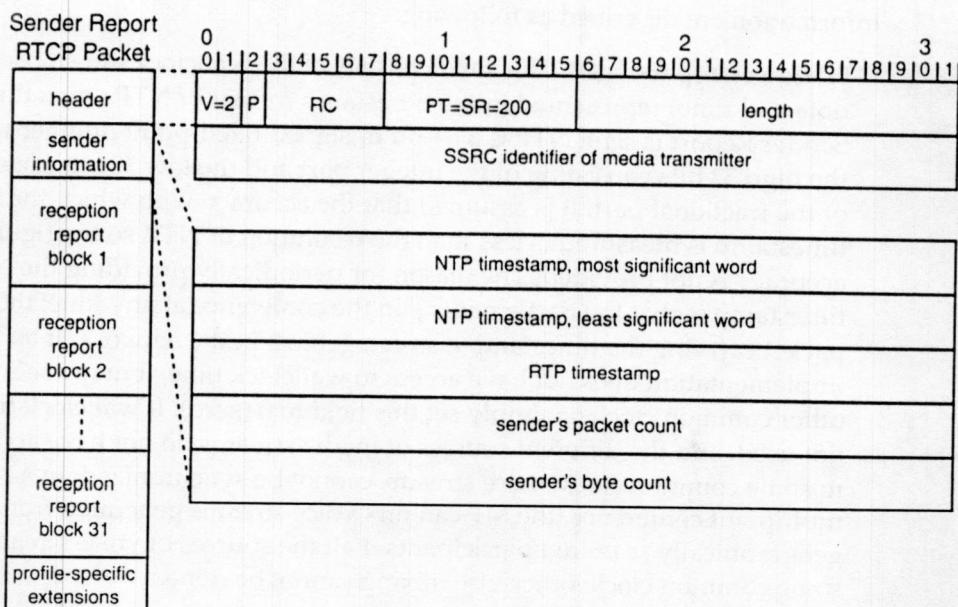 Sender Report
RTCP Packet
0 1 2 3
0 1 2 3 4 5 6 7 8 9 0 1 2 3 4 5 6 7 8 9 0 1 2 3 4 5 6 7 8 9 0 1
header
V=2 P RC PT=SR=200 length
sender
information
SSRC identifier of media transmitter
reception
report
block 1
NTP timestamp, most significant word
NTP timestamp, least significant word
reception
report
block 2
RTP timestamp
sender's packet count
sender's byte count
reception
report
block 31
profile-specific
extensions